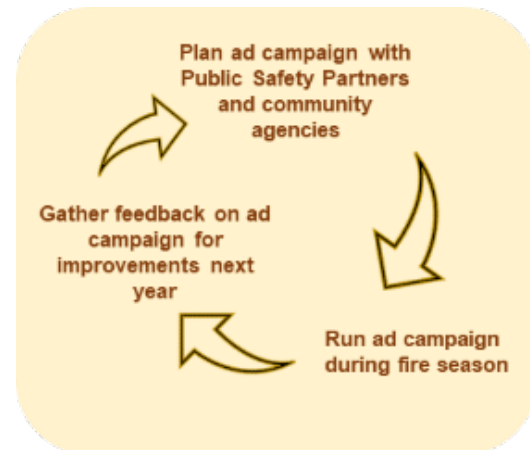 Plan ad campaign with
Public Safety Partners
and community
agencies
Gather feedback on ad
campaign for
improvements next
year
Run ad campaign
during fire season